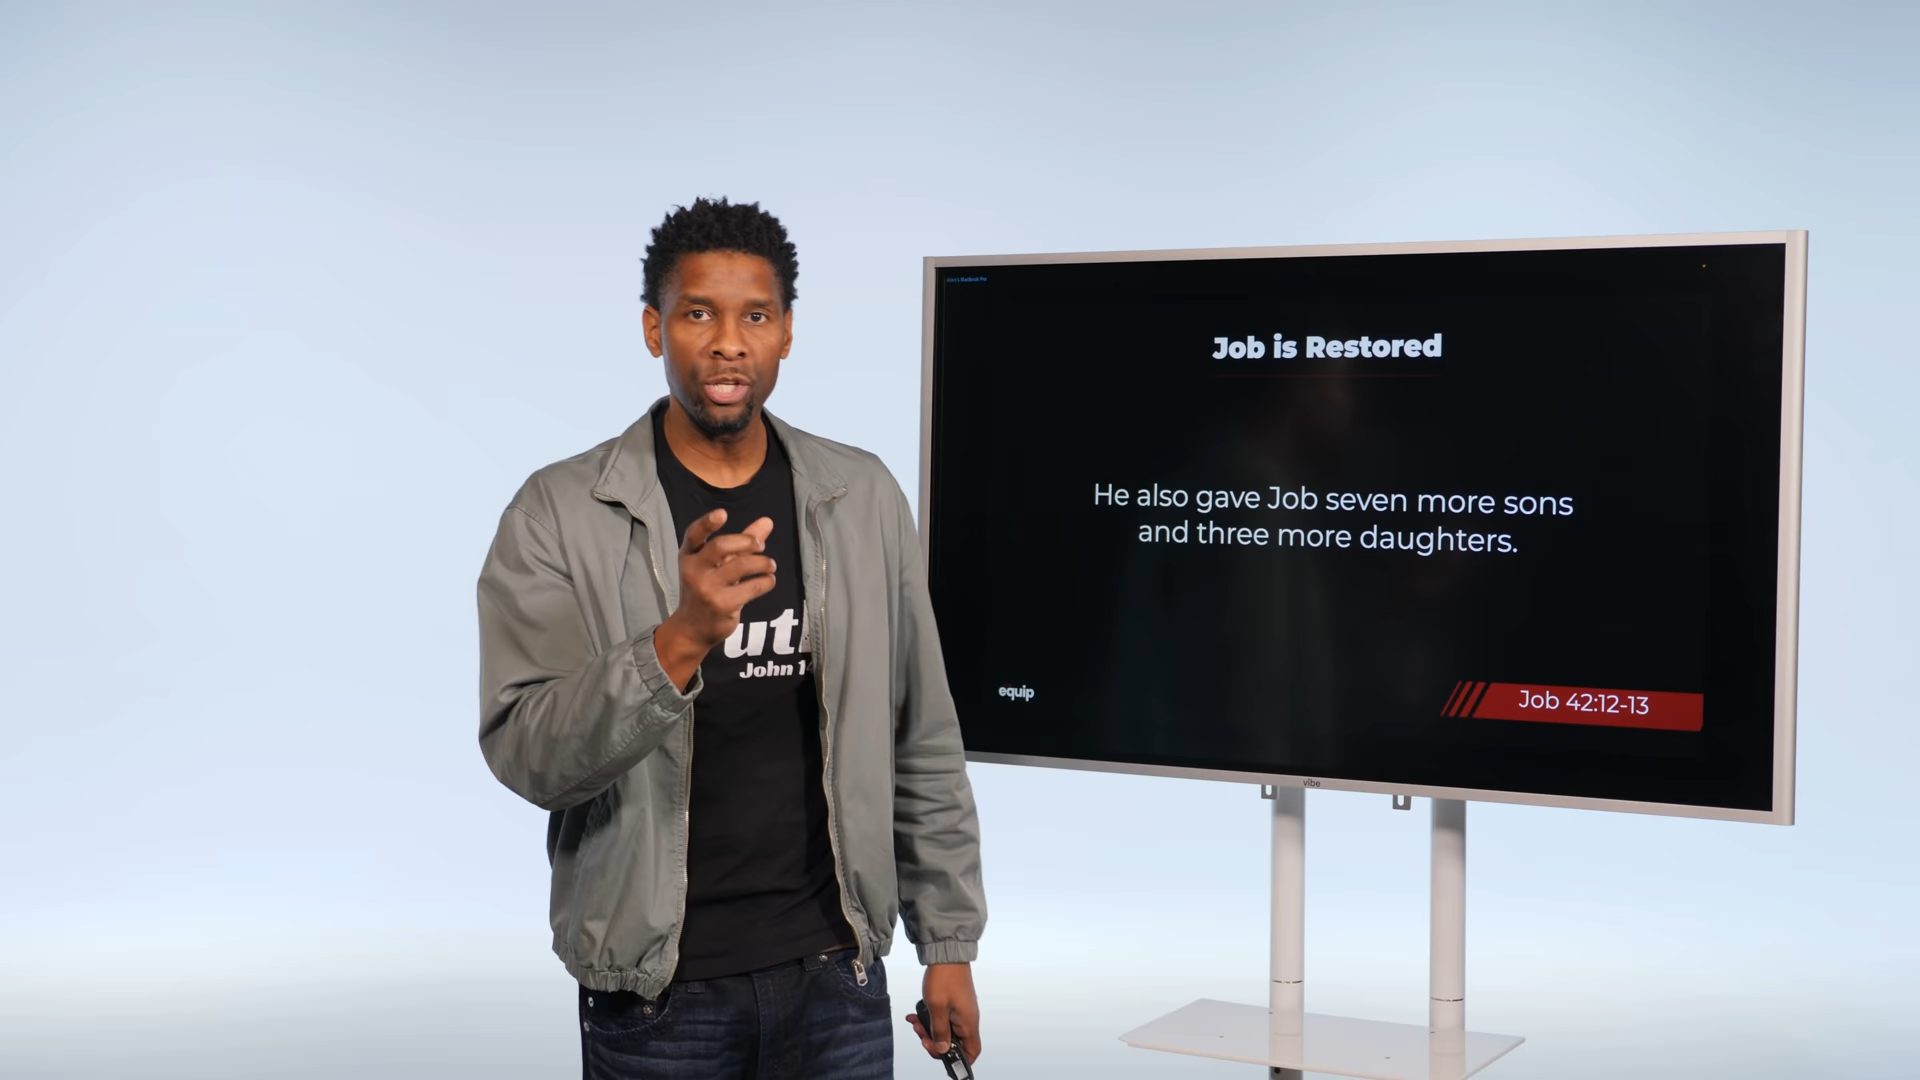 Job is Restored
He also gave Job seven more sons
and three more daughters.
equip
Job 42:12-13
vibe
John